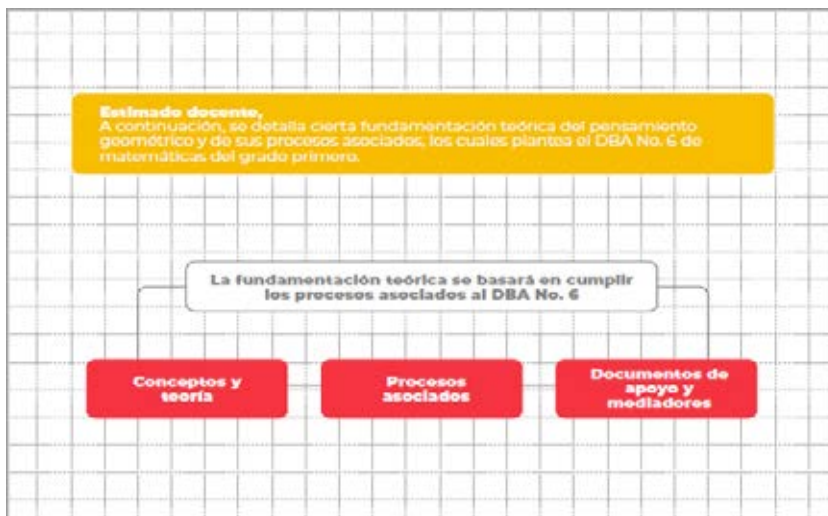 Estimado docente,
A continuación, se detalla cierta fundamentación teórica del pensamiento
geométrico y de sus procesos asociados, los cuales plantea el DBA No. 6 de
matemáticas del grado primero.
La fundamentación teórica se basará en cumplir
los procesos asociados al DBA No. 6
Conceptos y
teoría
Procesos
asociados
Documentos de
apoyo y
mediadores